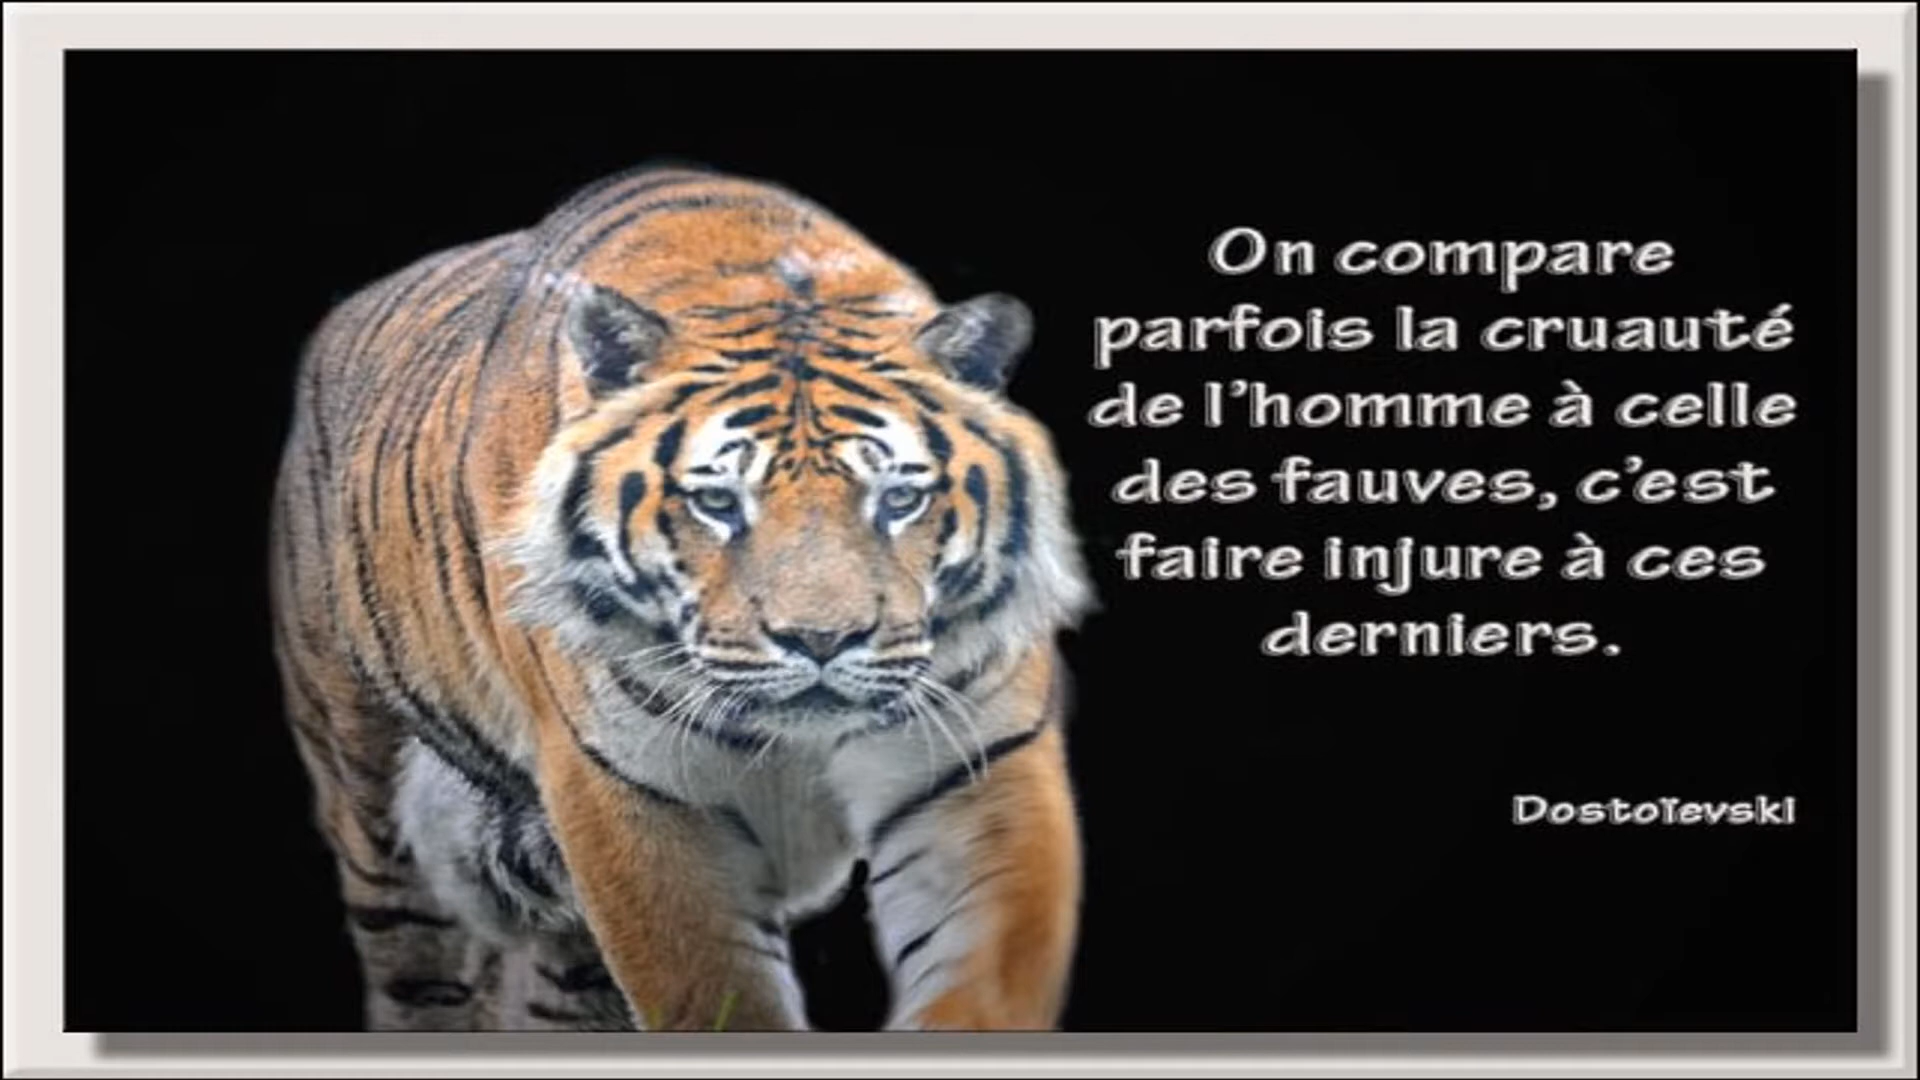 On compare
parfois la cruauté
de l'homme à celle
des fauves, c'est
faire injure à ces
derniers.
Dostoïevski